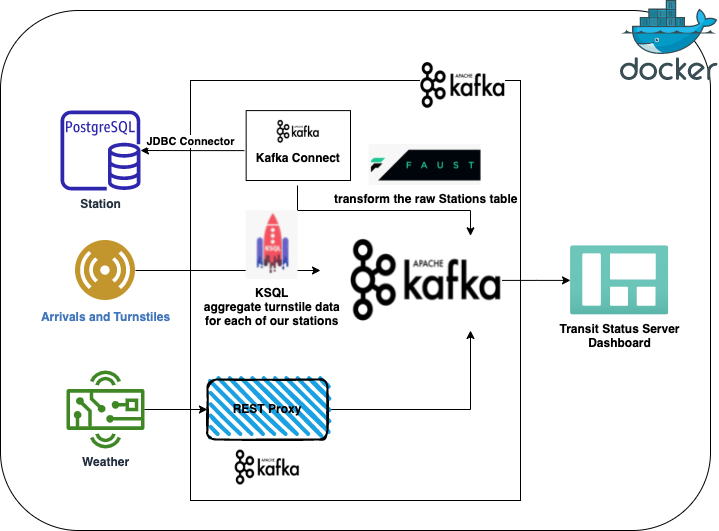 docker
APACHE
kafka
PostgreSQL
JDBC Connector
kafka
Kafka Connect
FAUST
Station
transform the raw Stations table
KSQL
APACHE
kafka
KSQL
aggregate turnstile data
for each of our stations
Arrivals and Turnstiles
Transit Status Server
Dashboard
REST Proxy
Weather
kafka